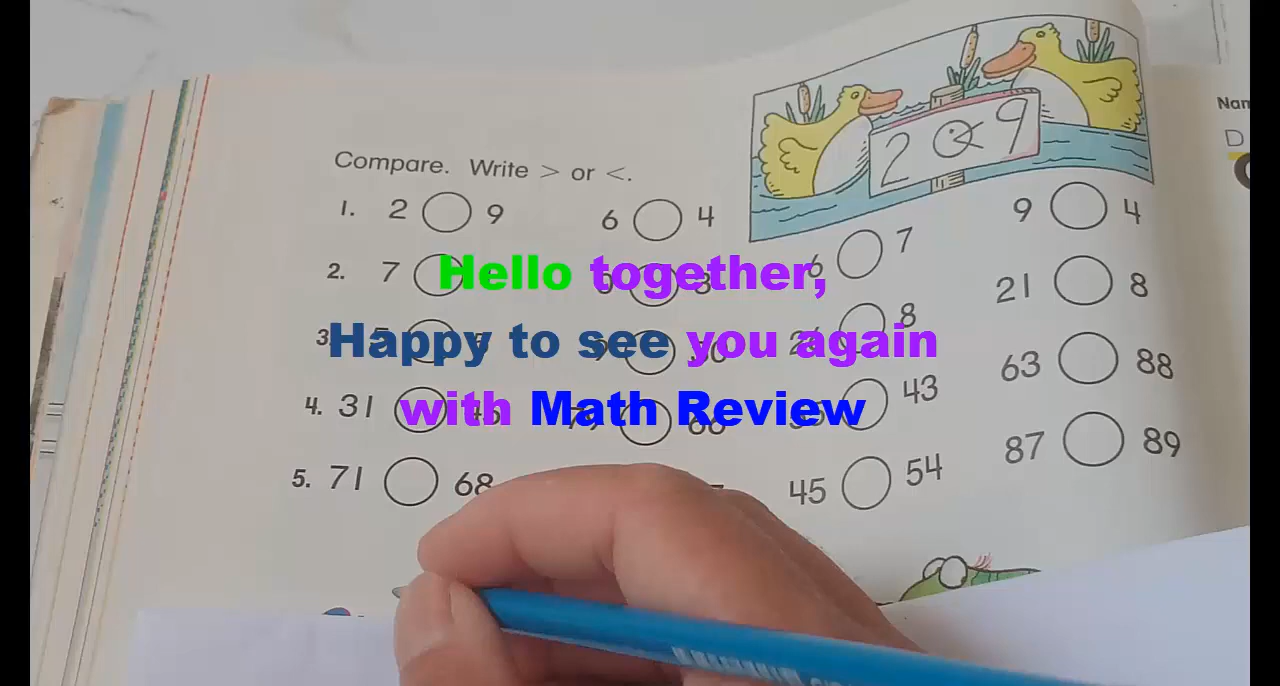 Compare. Write > or <.
2 < 9
1. 2 9 6 4 6 7 9 4
2. 7 21 8
8
4. 31 43 63 88
5. 71 68 45 54 87 89
Hello together,
Happy to see you again
with Math Review
Nan
D